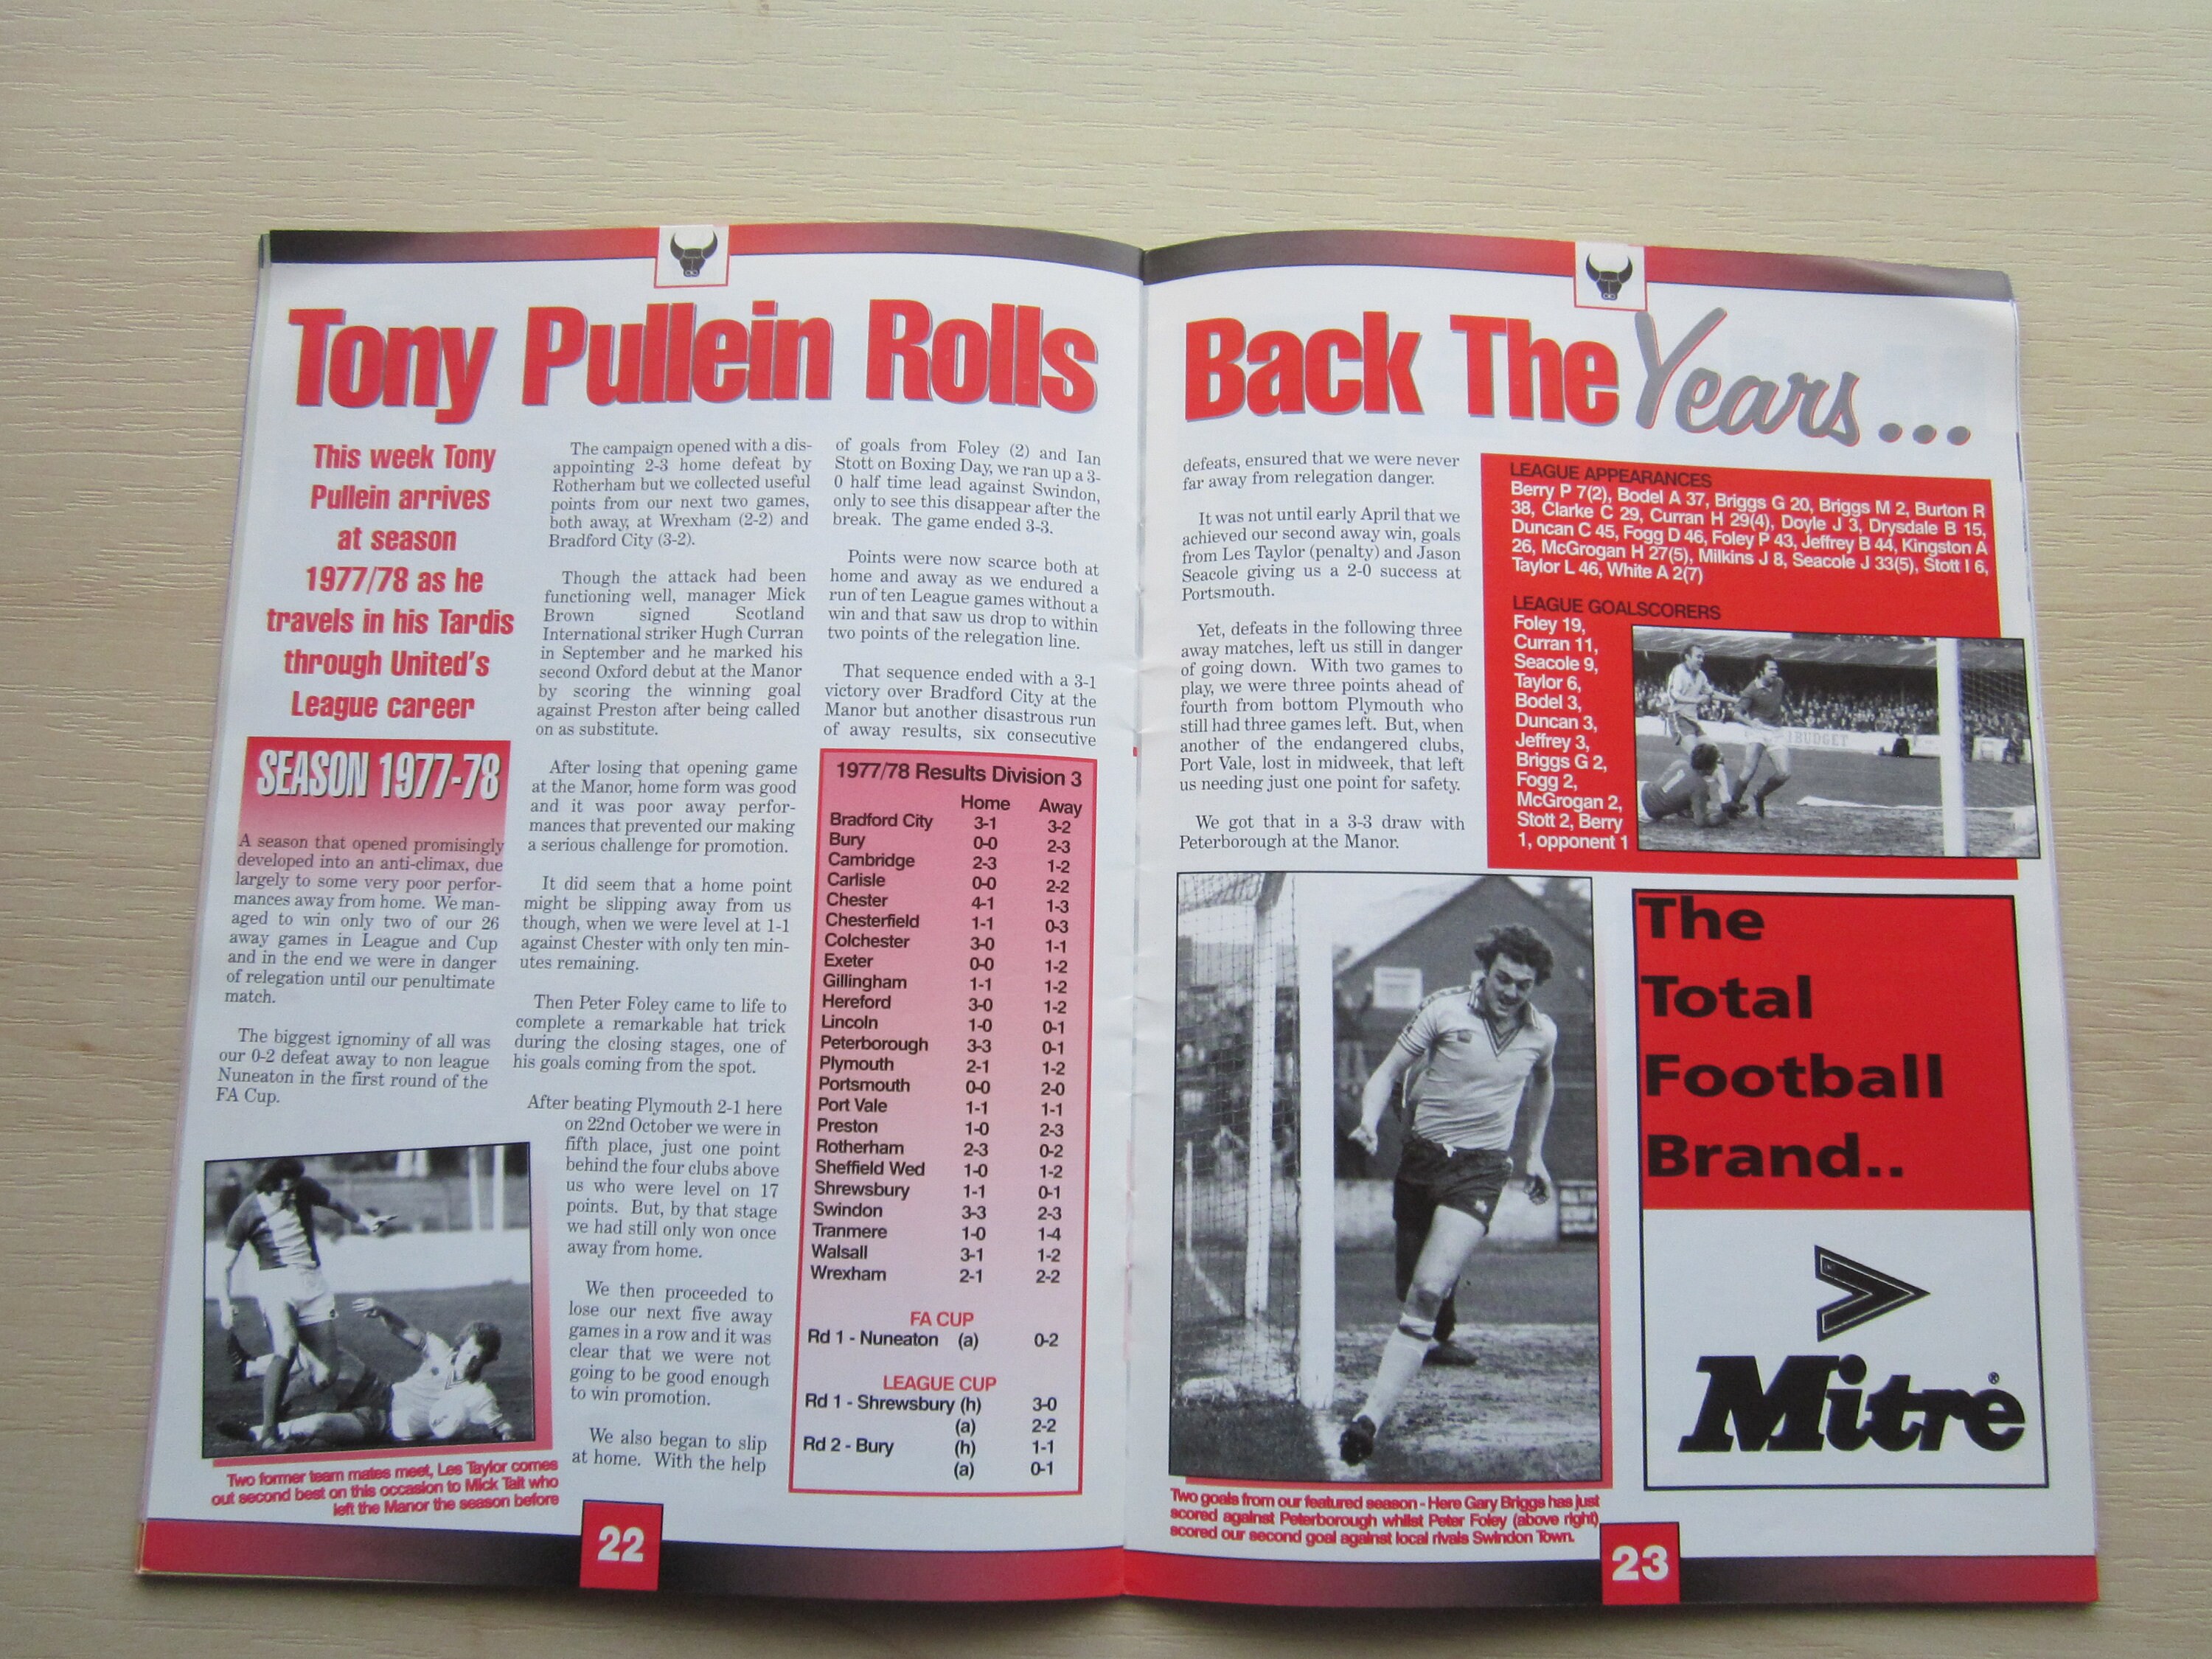 Tony Pullein Rolls
This week Tony
Pullein arrives
at season
1977/78 as he
travels in his Tardis
through United's
League career
SEASON 1977-78
A season that opened promisingly
developed into an anti-climax, due
largely to some very poor perfor-
mances away from home. We man-
aged to win only two of our 26
away games in League and Cup
and in the end we were in danger
of relegation until our penultimate
match.
The biggest ignominy of all was
our 0-2 defeat away to non league
Nuneaton in the first round of the
FA Cup.
Two former team mates meet, Les Taylor comes
out second best on this occasion to Mick Tait who
left the Manor the season before
The campaign opened with a dis-
appointing 2-3 home defeat by
Rotherham but we collected useful
points from our next two games,
both away, at Wrexham (2-2) and
Bradford City (3-2).
Though the attack had been
functioning well, manager Mick
Brown signed Scotland
International striker Hugh Curran
in September and he marked his
second Oxford debut at the Manor
by scoring the winning goal
against Preston after being called
on as substitute.
After losing that opening game
at the Manor, home form was good
and it was poor away perfor-
mances that prevented our making
a serious challenge for promotion.
It did seem that a home point
might be slipping away from us
though, when we were level at 1-1
against Chester with only ten min-
utes remaining.
Then Peter Foley came to life to
complete a remarkable hat trick
during the closing stages, one of
his goals coming from the spot.
After beating Plymouth 2-1 here
on 22nd October we were in
fifth place, just one point
behind the four clubs above
us who were level on 17
points. But, by that stage
we had still only won once
away from home.
We then proceeded to
lose our next five away
games in a row and it was
clear that we were not
going to be good enough
to win promotion.
We also began to slip
at home. With the help
of goals from Foley (2) and Ian
Stott on Boxing Day, we ran up a 3-
0 half time lead against Swindon,
only to see this disappear after the
break. The game ended 3-3.
Points were now scarce both at
home and away as we endured a
run of ten League games without a
win and that saw us drop to within
two points of the relegation line.
That sequence ended with a 3-1
victory over Bradford City at the
Manor but another disastrous run
of away results, six consecutive
1977/78 Results Division 3
Home Away
Bradford City 3-1 3-2
Bury 0-0 2-3
Cambridge 2-3 1-2
Carlisle 0-0 2-2
Chester 4-1 1-3
Chesterfield 1-1 0-3
Colchester 3-0 1-1
Exeter 0-0 1-2
Gillingham 1-1 1-2
Hereford 3-0 1-2
Lincoln 1-0 0-1
Peterborough 3-3 0-1
Plymouth 2-1 1-2
Portsmouth 0-0 2-0
Port Vale 1-1 1-1
Preston 1-0 2-3
Rotherham 2-3 0-2
Sheffield Wed 1-0 1-2
Shrewsbury 1-1 0-1
Swindon 3-3 2-3
Tranmere 1-0 1-4
Walsall 3-1 1-2
Wrexham 2-1 2-2
FA CUP
Rd 1 - Nuneaton (a) 0-2
LEAGUE CUP
Rd 1 - Shrewsbury (h) 3-0
(a) 2-2
Rd 2 - Bury (h) 1-1
(a) 0-1
22
Back The Years...
defeats, ensured that we were never
far away from relegation danger.
It was not until early April that we
achieved our second away win, goals
from Les Taylor (penalty) and Jason
Seacole giving us a 2-0 success at
Portsmouth.
Yet, defeats in the following three
away matches, left us still in danger
of going down. With two games to
play, we were three points ahead of
fourth from bottom Plymouth who
still had three games left. But, when
another of the endangered clubs,
Port Vale, lost in midweek, that left
us needing just one point for safety.
We got that in a 3-3 draw with
Peterborough at the Manor.
LEAGUE APPEARANCES
Berry P 7(2), Bodel A 37, Briggs G 20, Briggs M 2, Burton R
38, Clarke C 29, Curran H 29(4), Doyle J 3, Drysdale B 15,
Duncan C 45, Fogg D 46, Foley P 43, Jeffrey B 44, Kingston A
26, McGrogan H 27(5), Milkins J 8, Seacole J 33(5), Stott I 6,
Taylor L 46, White A 2(7)
LEAGUE GOALSCORERS
Foley 19,
Curran 11,
Seacole 9,
Taylor 6,
Bodel 3,
Duncan 3,
Jeffrey 3,
Briggs G 2,
Fogg 2,
McGrogan 2,
Stott 2, Berry
1, opponent 1
BUDGET
Two goals from our featured season - Here Gary Briggs has just
scored against Peterborough whilst Peter Foley (above right)
scored our second goal against local rivals Swindon Town.
The
Total
Football
Brand..
Mitre®
23